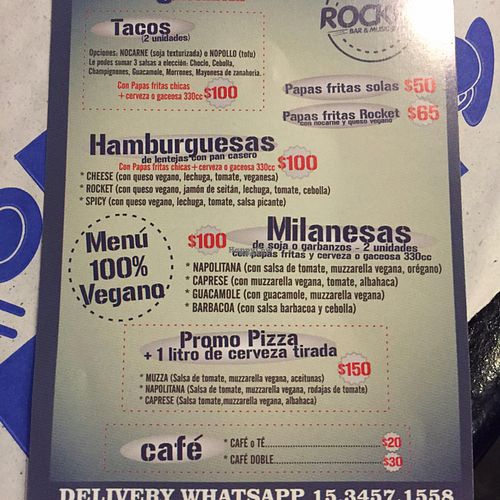 ROCK
BAR & MUSIC
Tacos
(2 unidades)
Opciones: NOCARNE (soja texturizada) o NOPOLLO (tofu)
Le podes sumar 3 salsas a elección: Choclo, Cebolla,
Champignones, Guacamole, Morrones, Mayonesa de zanahoria.
Con Papas fritas chicas
+ cerveza o gaceosa 330cc $100
Papas fritas solas $50
Papas fritas Rocket $65
con nocarne y queso vegano
Hamburguesas
de lentejas con pan casero
Con Papas fritas chicas + cerveza o gaceosa 330cc $100
* CHEESE (con queso vegano, lechuga, tomate, veganesa)
* ROCKET (con queso vegano, jamón de seitán, lechuga, tomate, cebolla)
* SPICY (con queso vegano, lechuga, tomate, salsa picante)
Menú
100%
Vegano
$100 Milanesas
de soja o garbanzos - 2 unidades
con papas fritas y cerveza o gaceosa 330cc
* NAPOLITANA (con salsa de tomate, muzzarella vegana, orégano)
* CAPRESE (con muzzarella vegana, tomate, albahaca)
* GUACAMOLE (con guacamole, muzzarella vegana)
* BARBACOA (con salsa barbacoa y cebolla)
Promo Pizza
+ 1 litro de cerveza tirada
$150
* MUZZA (Salsa de tomate, muzzarella vegana, aceitunas)
* NAPOLITANA (Salsa de tomate, muzzarella vegana, rodajas de tomate)
* CAPRESE (Salsa tomate,muzzarella vegana, albahaca)
café
* CAFÉ o TÉ..............................$20
* CAFÉ DOBLE..............................$30
DELIVERY WHATSAPP 15 3457 1558